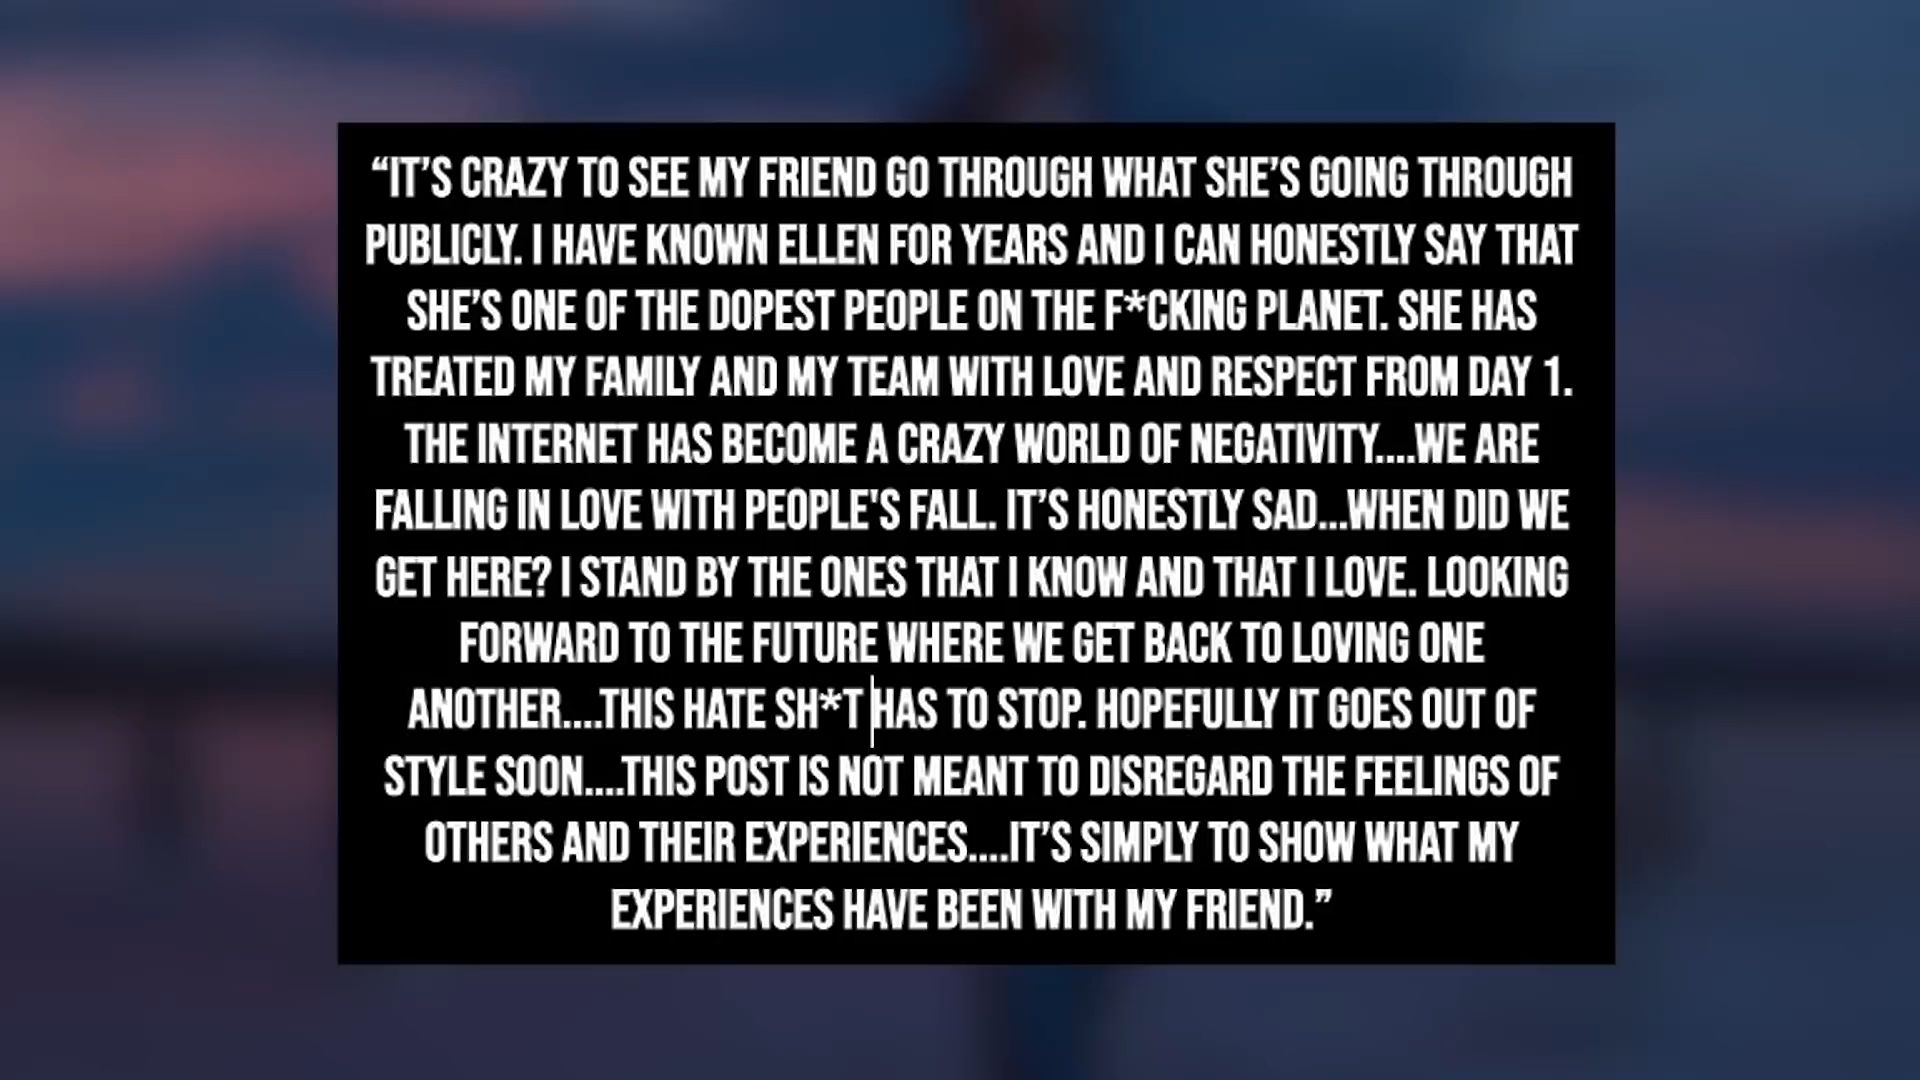 “IT’S CRAZY TO SEE MY FRIEND GO THROUGH WHAT SHE’S GOING THROUGH
PUBLICLY. I HAVE KNOWN ELLEN FOR YEARS AND I CAN HONESTLY SAY THAT
SHE’S ONE OF THE DOPEST PEOPLE ON THE F*CKING PLANET. SHE HAS
TREATED MY FAMILY AND MY TEAM WITH LOVE AND RESPECT FROM DAY 1.
THE INTERNET HAS BECOME A CRAZY WORLD OF NEGATIVITY....WE ARE
FALLING IN LOVE WITH PEOPLE'S FALL. IT’S HONESTLY SAD...WHEN DID WE
GET HERE? I STAND BY THE ONES THAT I KNOW AND THAT I LOVE. LOOKING
FORWARD TO THE FUTURE WHERE WE GET BACK TO LOVING ONE
ANOTHER....THIS HATE SH*T HAS TO STOP. HOPEFULLY IT GOES OUT OF
STYLE SOON....THIS POST IS NOT MEANT TO DISREGARD THE FEELINGS OF
OTHERS AND THEIR EXPERIENCES....IT’S SIMPLY TO SHOW WHAT MY
EXPERIENCES HAVE BEEN WITH MY FRIEND.”